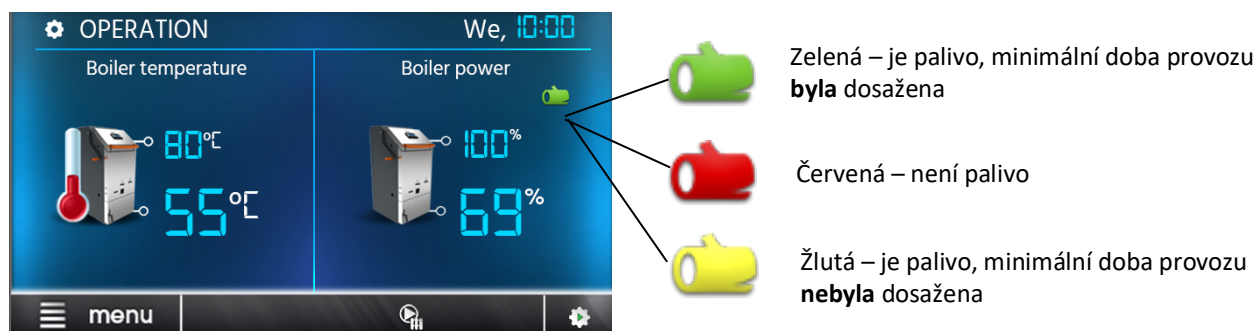 OPERATION We, 10:00
Boiler temperature Boiler power
80°C 100%
55°C 69%
menu
Zelená – je palivo, minimální doba provozu
byla dosažena
Červená – není palivo
Žlutá – je palivo, minimální doba provozu
nebyla dosažena